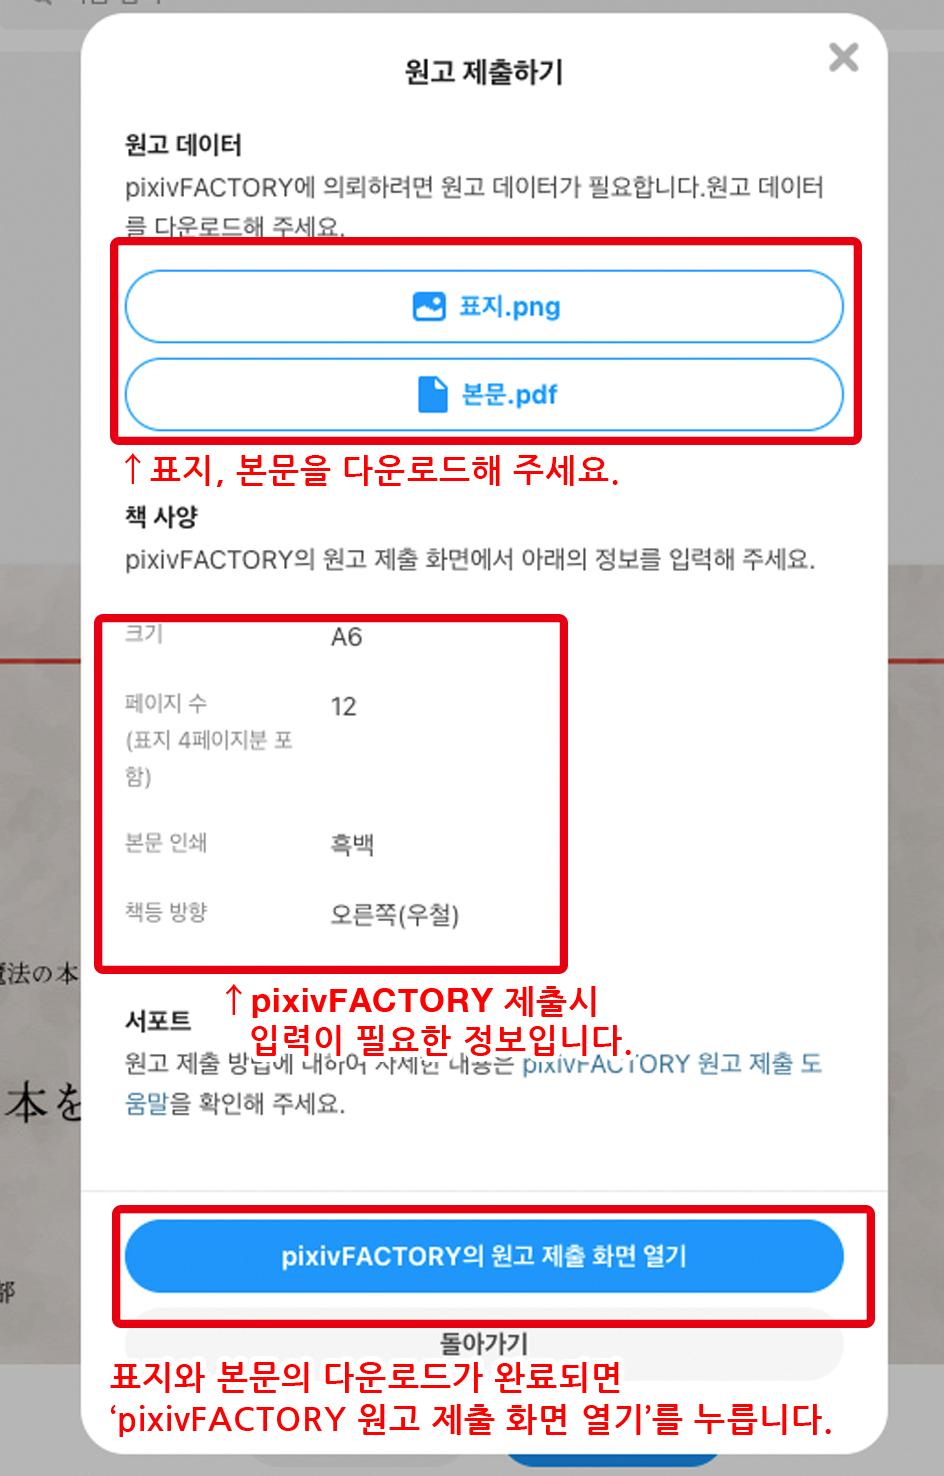 원고 제출하기
원고 데이터
pixivFACTORY에 의뢰하려면 원고 데이터가 필요합니다.원고 데이터
를 다운로드해 주세요.
표지.png
본문.pdf
↑표지, 본문을 다운로드해 주세요.
책 사양
pixivFACTORY의 원고 제출 화면에서 아래의 정보를 입력해 주세요.
크기 A6
페이지 수 12
(표지 4페이지분 포
함)
본문 인쇄 흑백
책등 방향 오른쪽(우철)
魔法の本
↑pixivFACTORY 제출시
입력이 필요한 정보입니다.
서포트
원고 제출 방법에 대하여 자세한 내용은 pixivFACTORY 원고 제출 도
움말을 확인해 주세요.
本を
pixivFACTORY의 원고 제출 화면 열기
部
돌아가기
표지와 본문의 다운로드가 완료되면
‘pixivFACTORY 원고 제출 화면 열기’를 누릅니다.